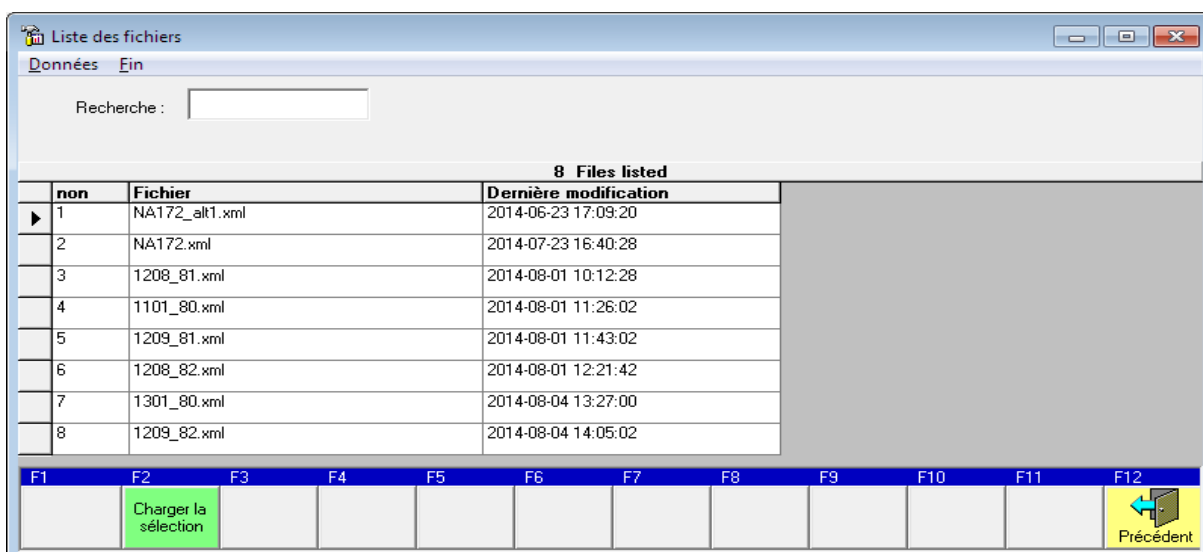 Liste des fichiers
Données Fin
Recherche :
8 Files listed
non Fichier Dernière modification
1 NA172_alt1.xml 2014-06-23 17:09:20
2 NA172.xml 2014-07-23 16:40:28
3 1208_81.xml 2014-08-01 10:12:28
4 1101_80.xml 2014-08-01 11:26:02
5 1209_81.xml 2014-08-01 11:43:02
6 1208_82.xml 2014-08-01 12:21:42
7 1301_80.xml 2014-08-04 13:27:00
8 1209_82.xml 2014-08-04 14:05:02
F1 F2 F3 F4 F5 F6 F7 F8 F9 F10 F11 F12
Charger la
sélection
Précédent